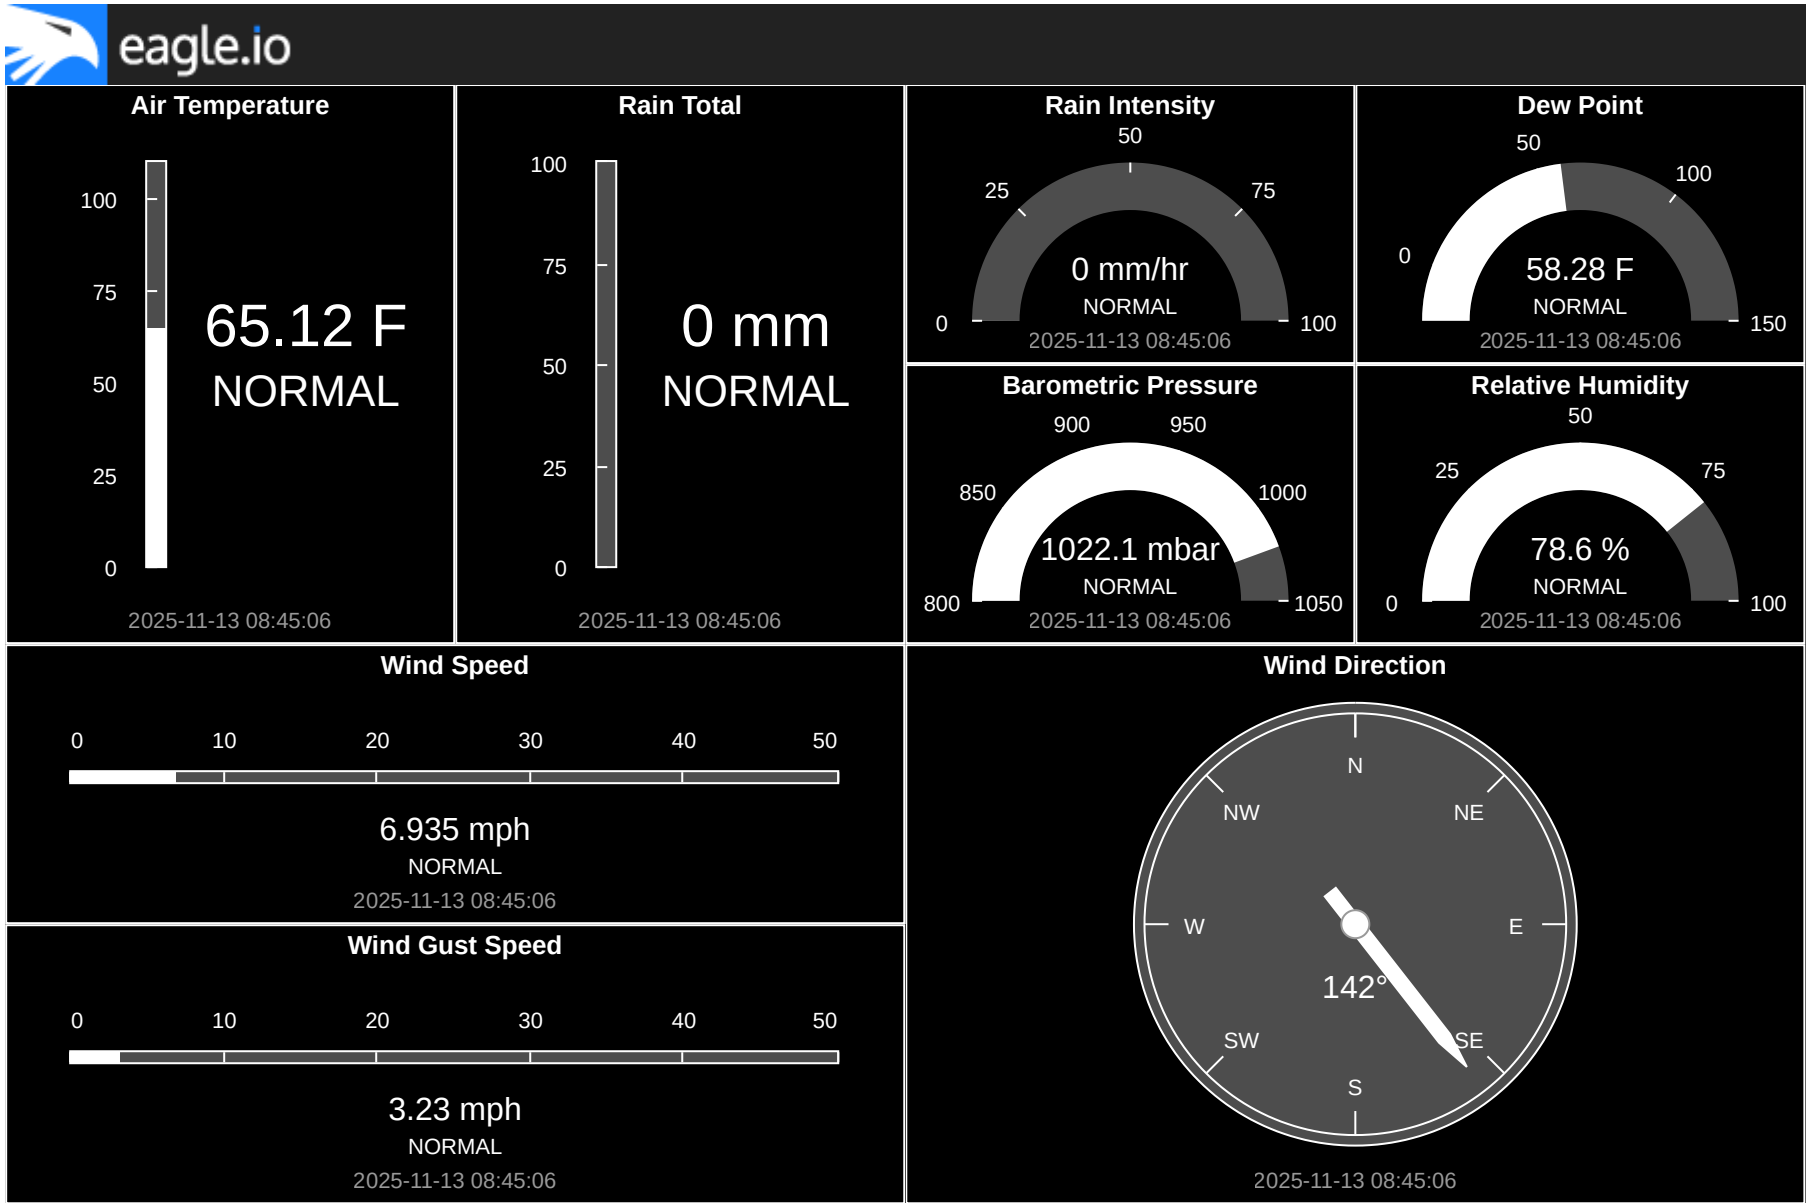 eagle.io
Air Temperature
100
75
50
25
0
65.12 F
NORMAL
2025-11-13 08:45:06
Rain Total
100
75
50
25
0
0 mm
NORMAL
2025-11-13 08:45:06
Rain Intensity
0
25
50
75
100
0 mm/hr
NORMAL
2025-11-13 08:45:06
Dew Point
0
50
100
150
58.28 F
NORMAL
2025-11-13 08:45:06
Barometric Pressure
800
850
900
950
1000
1050
1022.1 mbar
NORMAL
2025-11-13 08:45:06
Relative Humidity
0
25
50
75
100
78.6 %
NORMAL
2025-11-13 08:45:06
Wind Speed
0 10 20 30 40 50
6.935 mph
NORMAL
2025-11-13 08:45:06
Wind Gust Speed
0 10 20 30 40 50
3.23 mph
NORMAL
2025-11-13 08:45:06
Wind Direction
N
NW NE
W E
142°
SW SE
S
2025-11-13 08:45:06